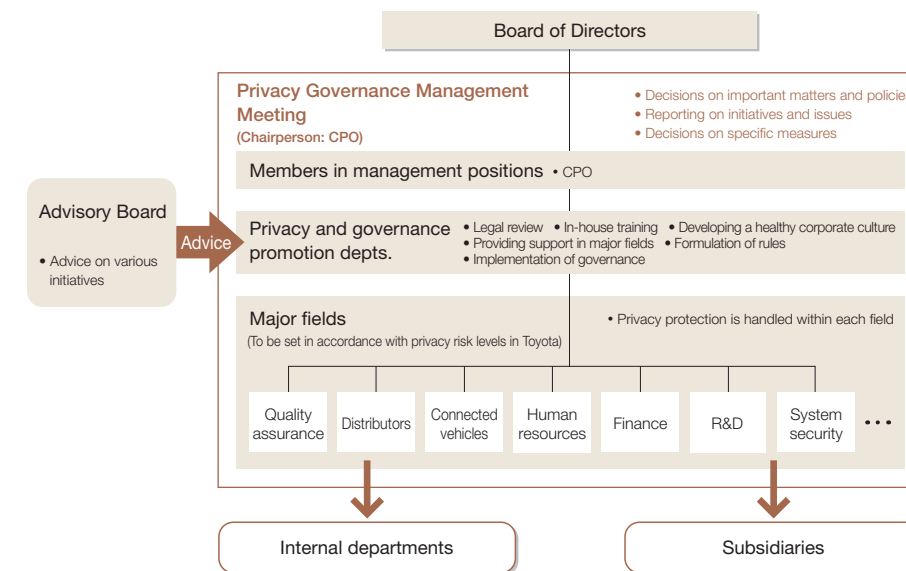 Board of Directors
Privacy Governance Management
Meeting
(Chairperson: CPO)
• Decisions on important matters and policie
• Reporting on initiatives and issues
• Decisions on specific measures
Members in management positions • CPO
Advisory Board
• Advice on various
initiatives
Advice
Privacy and governance
promotion depts.
• Legal review • In-house training • Developing a healthy corporate culture
• Providing support in major fields • Formulation of rules
• Implementation of governance
Major fields
(To be set in accordance with privacy risk levels in Toyota)
• Privacy protection is handled within each field
Quality
assurance
Distributors
Connected
vehicles
Human
resources
Finance
R&D
System
security
•••
Internal departments
Subsidiaries